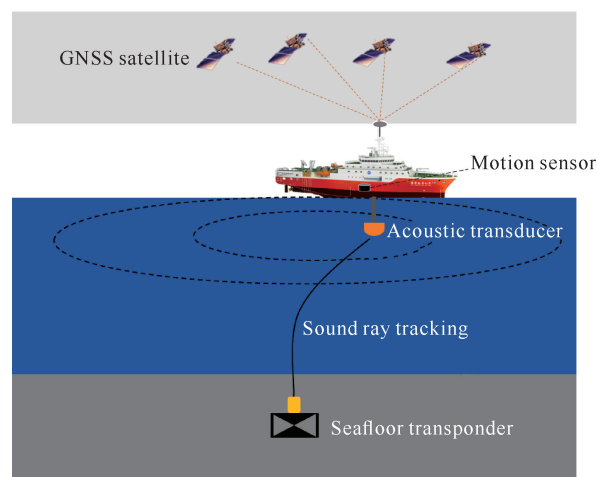 GNSS satellite
Motion sensor
Acoustic transducer
Sound ray tracking
Seafloor transponder